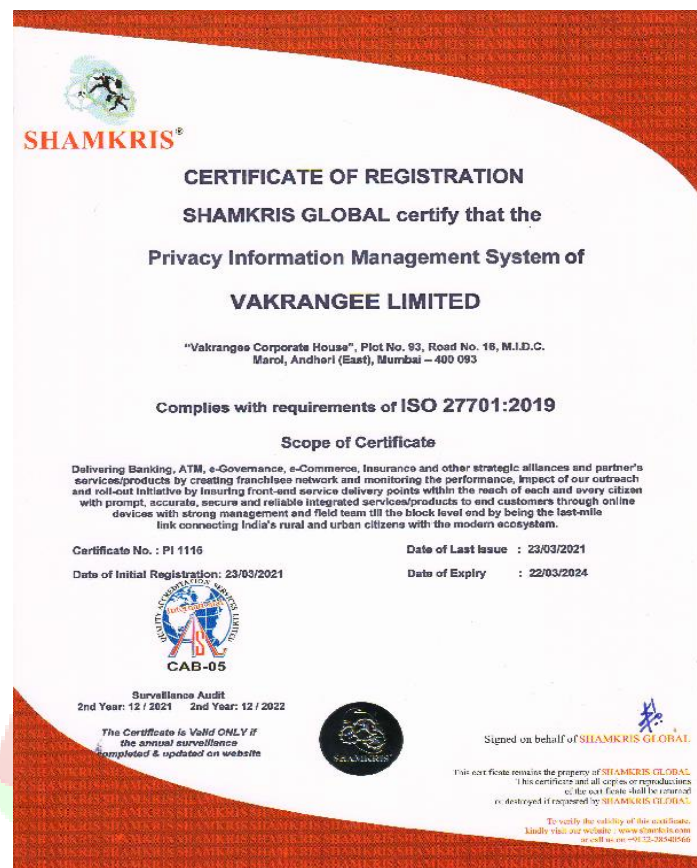 SHAMKRIS®
CERTIFICATE OF REGISTRATION
SHAMKRIS GLOBAL certify that the
Privacy Information Management System of
VAKRANGEE LIMITED
"Vakrangee Corporate House", Plot No. 93, Road No. 16, M.I.D.C.
Marol, Andheri (East), Mumbai – 400 093
Complies with requirements of ISO 27701:2019
Scope of Certificate
Delivering Banking, ATM, e-Governance, e-Commerce, Insurance and other strategic alliances and partner's
services/products by creating franchisee network and monitoring the performance, impact of our outreach
and roll-out initiative by insuring front-end service delivery points within the reach of each and every citizen
with prompt, accurate, secure and reliable integrated services/products to end customers through online
devices with strong management and field team till the block level end by being the last-mile
link connecting India's rural and urban citizens with the modern ecosystem.
Certificate No. : PI 1116
Date of Last Issue : 23/03/2021
Date of Initial Registration: 23/03/2021
Date of Expiry : 22/03/2024
QUALITY ACCREDITATION SERVICES LIMITED
International
CAB-05
Surveillance Audit
2nd Year: 12 / 2021 2nd Year: 12 / 2022
The Certificate is Valid ONLY if
the annual surveillance
completed & updated on website
SHAMKRIS
Signed on behalf of SHAMKRIS GLOBAL
This certificate remains the property of SHAMKRIS GLOBAL
This certificate and all copies or reproductions
of the certificate shall be returned
or destroyed if requested by SHAMKRIS GLOBAL
To verify the validity of this certificate,
kindly visit our website : www.shamkris.com
or call us on +9122-28540566